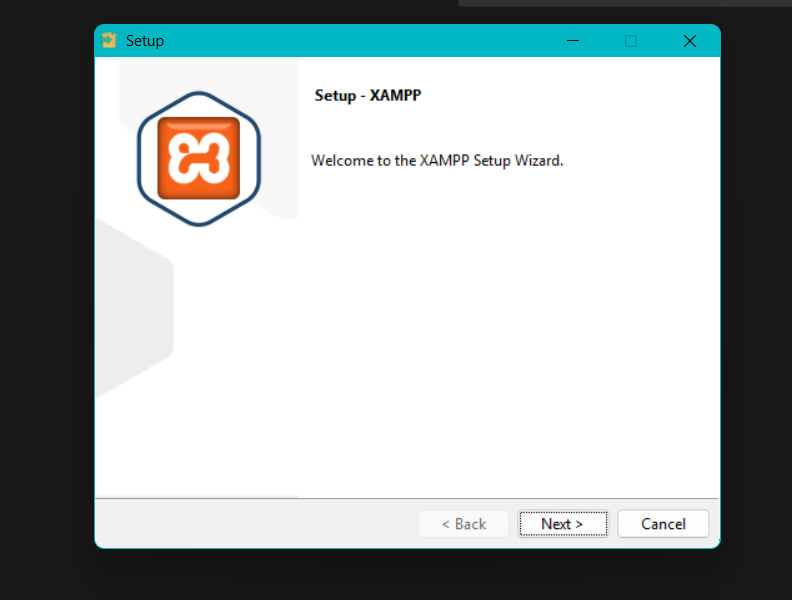 Setup
Setup - XAMPP
Welcome to the XAMPP Setup Wizard.
< Back
Next >
Cancel